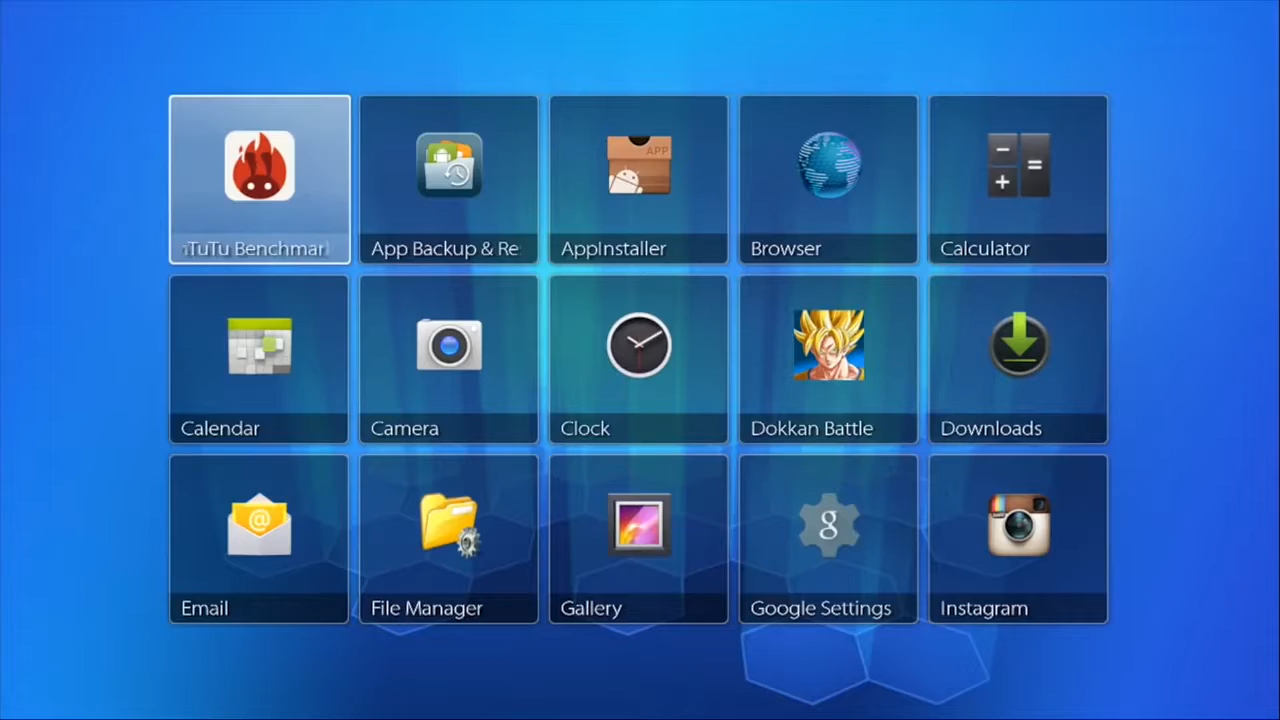 TuTu Benchmar
App Backup & Re
AppInstaller
Browser
Calculator
Calendar
Camera
Clock
Dokkan Battle
Downloads
Email
File Manager
Gallery
Google Settings
Instagram
APP
@
g